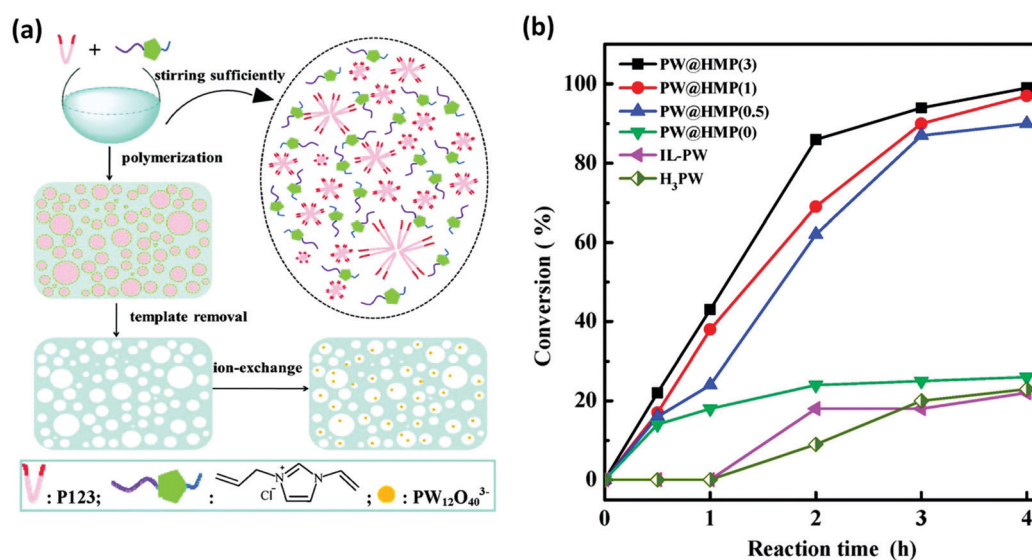 (a)
+
stirring sufficiently
polymerization
template removal
ion-exchange
: P123; : N + N Cl⁻ ; : PW₁₂O₄₀³⁻
(b)
PW@HMP(3)
PW@HMP(1)
PW@HMP(0.5)
PW@HMP(0)
IL-PW
H₃PW
Conversion ( %)
100
80
60
40
20
0
0 1 2 3 4
Reaction time (h)